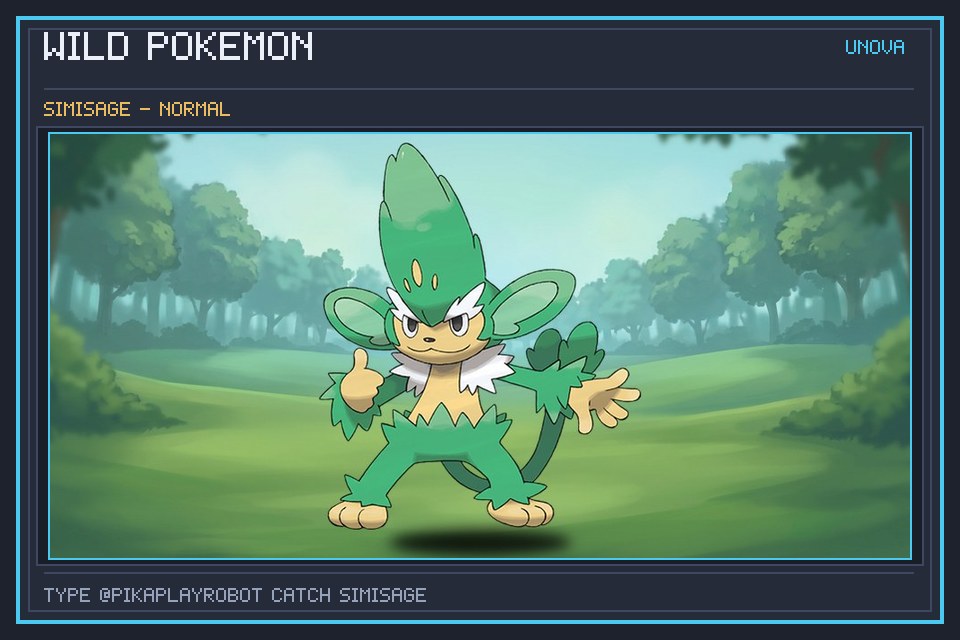 WILD POKEMON
UNOVA
SIMISAGE - NORMAL
TYPE @PIKAPLAYROBOT CATCH SIMISAGE